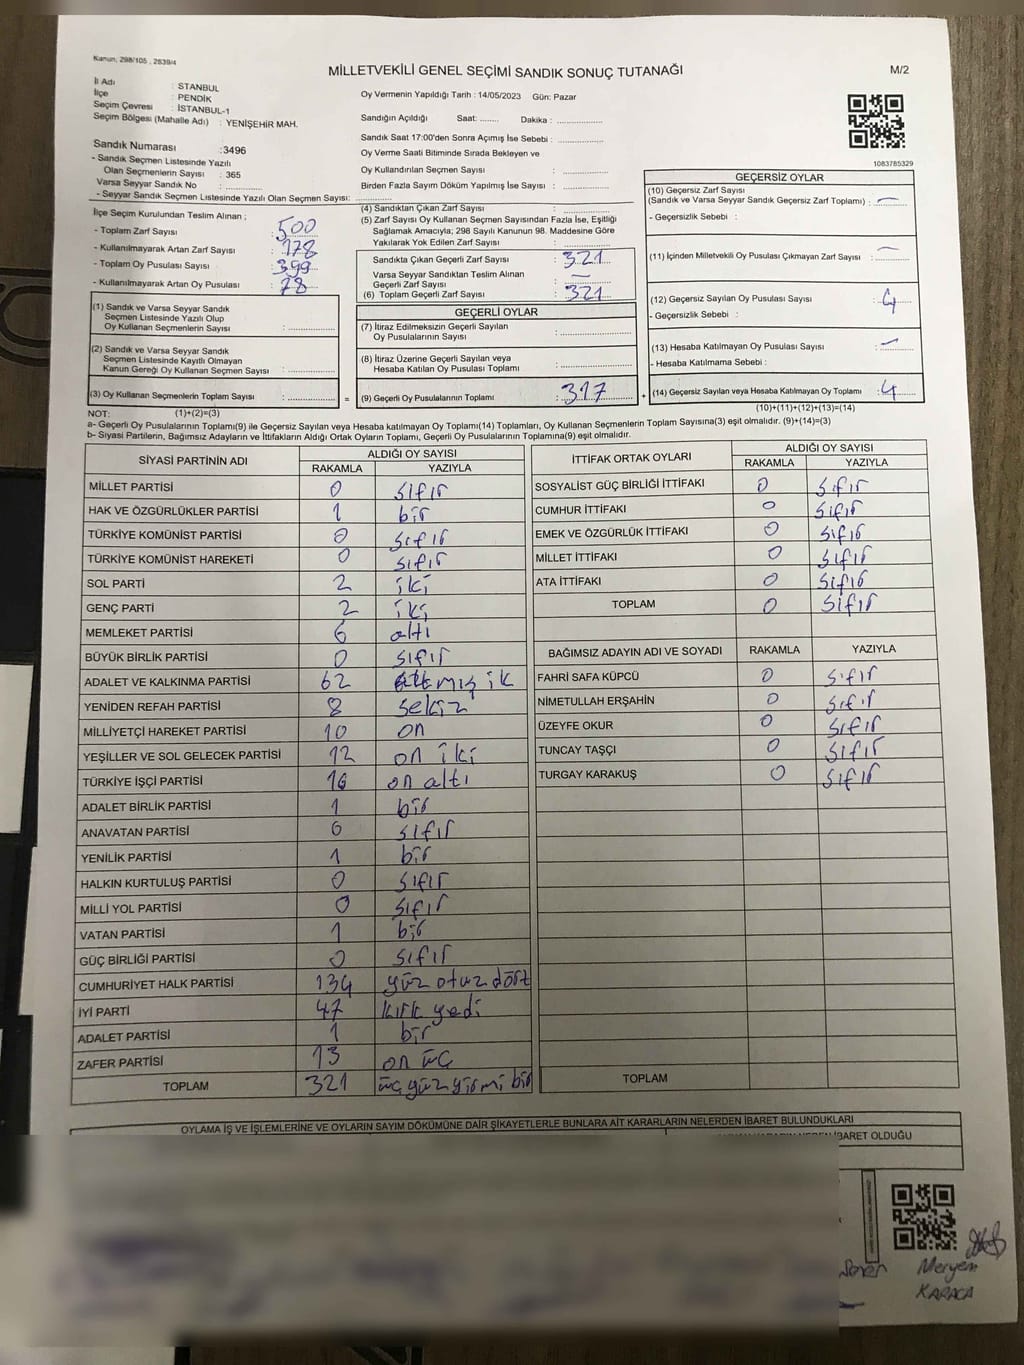 Kanun, 298/105 , 2839/4
MİLLETVEKİLİ GENEL SEÇİMİ SANDIK SONUÇ TUTANAĞI
M/2
İl Adı : STANBUL
İlçe : PENDİK
Seçim Çevresi : İSTANBUL-1
Seçim Bölgesi (Mahalle Adı) : YENİŞEHİR MAH.
Oy Vermenin Yapıldığı Tarih : 14/05/2023 Gün: Pazar
Sandığın Açıldığı Saat: ........ Dakika : ....................
Sandık Saat 17:00'den Sonra Açımış İse Sebebi : ....................
Oy Verme Saati Bitiminde Sırada Bekleyen ve
Oy Kullandırılan Seçmen Sayısı : ....................
Birden Fazla Sayım Döküm Yapılmış İse Sayısı : ....................
1083785329
Sandık Numarası : 3496
- Sandık Seçmen Listesinde Yazılı
Olan Seçmenlerin Sayısı : 365
Varsa Seyyar Sandık No : ................
- Seyyar Sandık Seçmen Listesinde Yazılı Olan Seçmen Sayısı: ................
İlçe Seçim Kurulundan Teslim Alınan ;
- Toplam Zarf Sayısı : 500
- Kullanılmayarak Artan Zarf Sayısı : 178
- Toplam Oy Pusulası Sayısı : 399
- Kullanılmayarak Artan Oy Pusulası : 78
(1) Sandık ve Varsa Seyyar Sandık
Seçmen Listesinde Yazılı Olup
Oy Kullanan Seçmenlerin Sayısı : ................
(2) Sandık ve Varsa Seyyar Sandık
Seçmen Listesinde Kayıtlı Olmayan
Kanun Gereği Oy Kullanan Seçmen Sayısı : ................
(3) Oy Kullanan Seçmenlerin Toplam Sayısı : ................ =
(4) Sandıktan Çıkan Zarf Sayısı : ................
(5) Zarf Sayısı Oy Kullanan Seçmen Sayısından Fazla İse, Eşitliği
Sağlamak Amacıyla; 298 Sayılı Kanunun 98. Maddesine Göre
Yakılarak Yok Edilen Zarf Sayısı : ................
Sandıkta Çıkan Geçerli Zarf Sayısı : 321
Varsa Seyyar Sandıktan Teslim Alınan
Geçerli Zarf Sayısı : —
(6) Toplam Geçerli Zarf Sayısı : 321
GEÇERLİ OYLAR
(7) İtiraz Edilmeksizin Geçerli Sayılan
Oy Pusulalarının Sayısı : ................
(8) İtiraz Üzerine Geçerli Sayılan veya
Hesaba Katılan Oy Pusulası Toplamı : ................
(9) Geçerli Oy Pusulalarının Toplamı : 317 +
GEÇERSİZ OYLAR
(10) Geçersiz Zarf Sayısı
(Sandık ve Varsa Seyyar Sandık Geçersiz Zarf Toplamı) : —
- Geçersizlik Sebebi :
(11) İçinden Milletvekili Oy Pusulası Çıkmayan Zarf Sayısı : —
(12) Geçersiz Sayılan Oy Pusulası Sayısı : 4
- Geçersizlik Sebebi :
(13) Hesaba Katılmayan Oy Pusulası Sayısı : —
- Hesaba Katılmama Sebebi :
(14) Geçersiz Sayılan veya Hesaba Katılmayan Oy Toplamı : 4
NOT: (1)+(2)=(3)
(10)+(11)+(12)+(13)=(14)
a- Geçerli Oy Pusulasının Toplamı(9) ile Geçersiz Sayılan veya Hesaba katılmayan Oy Toplamı(14) Toplamları, Oy Kullanan Seçmenlerin Toplam Sayısına(3) eşit olmalıdır. (9)+(14)=(3)
b- Siyasi Partilerin, Bağımsız Adayların ve İttifakların Aldığı Ortak Oyların Toplamı, Geçerli Oy Pusulalarının Toplamına(9) eşit olmalıdır.
SİYASİ PARTİNİN ADI ALDIĞI OY SAYISI
RAKAMLA YAZIYLA
MİLLET PARTİSİ 0 sıfır
HAK VE ÖZGÜRLÜKLER PARTİSİ 1 bir
TÜRKİYE KOMÜNİST PARTİSİ 0 sıfır
TÜRKİYE KOMÜNİST HAREKETİ 0 sıfır
SOL PARTİ 2 iki
GENÇ PARTİ 2 iki
MEMLEKET PARTİSİ 6 altı
BÜYÜK BİRLİK PARTİSİ 0 sıfır
ADALET VE KALKINMA PARTİSİ 62 altmış ik
YENİDEN REFAH PARTİSİ 8 sekiz
MİLLİYETÇİ HAREKET PARTİSİ 10 on
YEŞİLLER VE SOL GELECEK PARTİSİ 12 on iki
TÜRKİYE İŞÇİ PARTİSİ 16 on altı
ADALET BİRLİK PARTİSİ 1 bir
ANAVATAN PARTİSİ 0 sıfır
YENİLİK PARTİSİ 1 bir
HALKIN KURTULUŞ PARTİSİ 0 sıfır
MİLLİ YOL PARTİSİ 0 sıfır
VATAN PARTİSİ 1 bir
GÜÇ BİRLİĞİ PARTİSİ 0 sıfır
CUMHURİYET HALK PARTİSİ 134 yüz otuz dört
İYİ PARTİ 47 kırk yedi
ADALET PARTİSİ 1 bir
ZAFER PARTİSİ 13 on üç
TOPLAM 321 üç yüz yirmi bir
İTTİFAK ORTAK OYLARI ALDIĞI OY SAYISI
RAKAMLA YAZIYLA
SOSYALİST GÜÇ BİRLİĞİ İTTİFAKI 0 sıfır
CUMHUR İTTİFAKI 0 sıfır
EMEK VE ÖZGÜRLÜK İTTİFAKI 0 sıfır
MİLLET İTTİFAKI 0 sıfır
ATA İTTİFAKI 0 sıfır
TOPLAM 0 sıfır
BAĞIMSIZ ADAYIN ADI VE SOYADI RAKAMLA YAZIYLA
FAHRİ SAFA KÜPCÜ 0 sıfır
NİMETULLAH ERŞAHİN 0 sıfır
ÜZEYFE OKUR 0 sıfır
TUNCAY TAŞÇI 0 sıfır
TURGAY KARAKUŞ 0 sıfır
TOPLAM
OYLAMA İŞ VE İŞLEMLERİNE VE OYLARIN SAYIM DÖKÜMÜNE DAİR ŞİKAYETLERLE BUNLARA AİT KARARLARIN NELERDEN İBARET BULUNDUKLARI
İBARET OLDUĞU
Meryem
KARACA